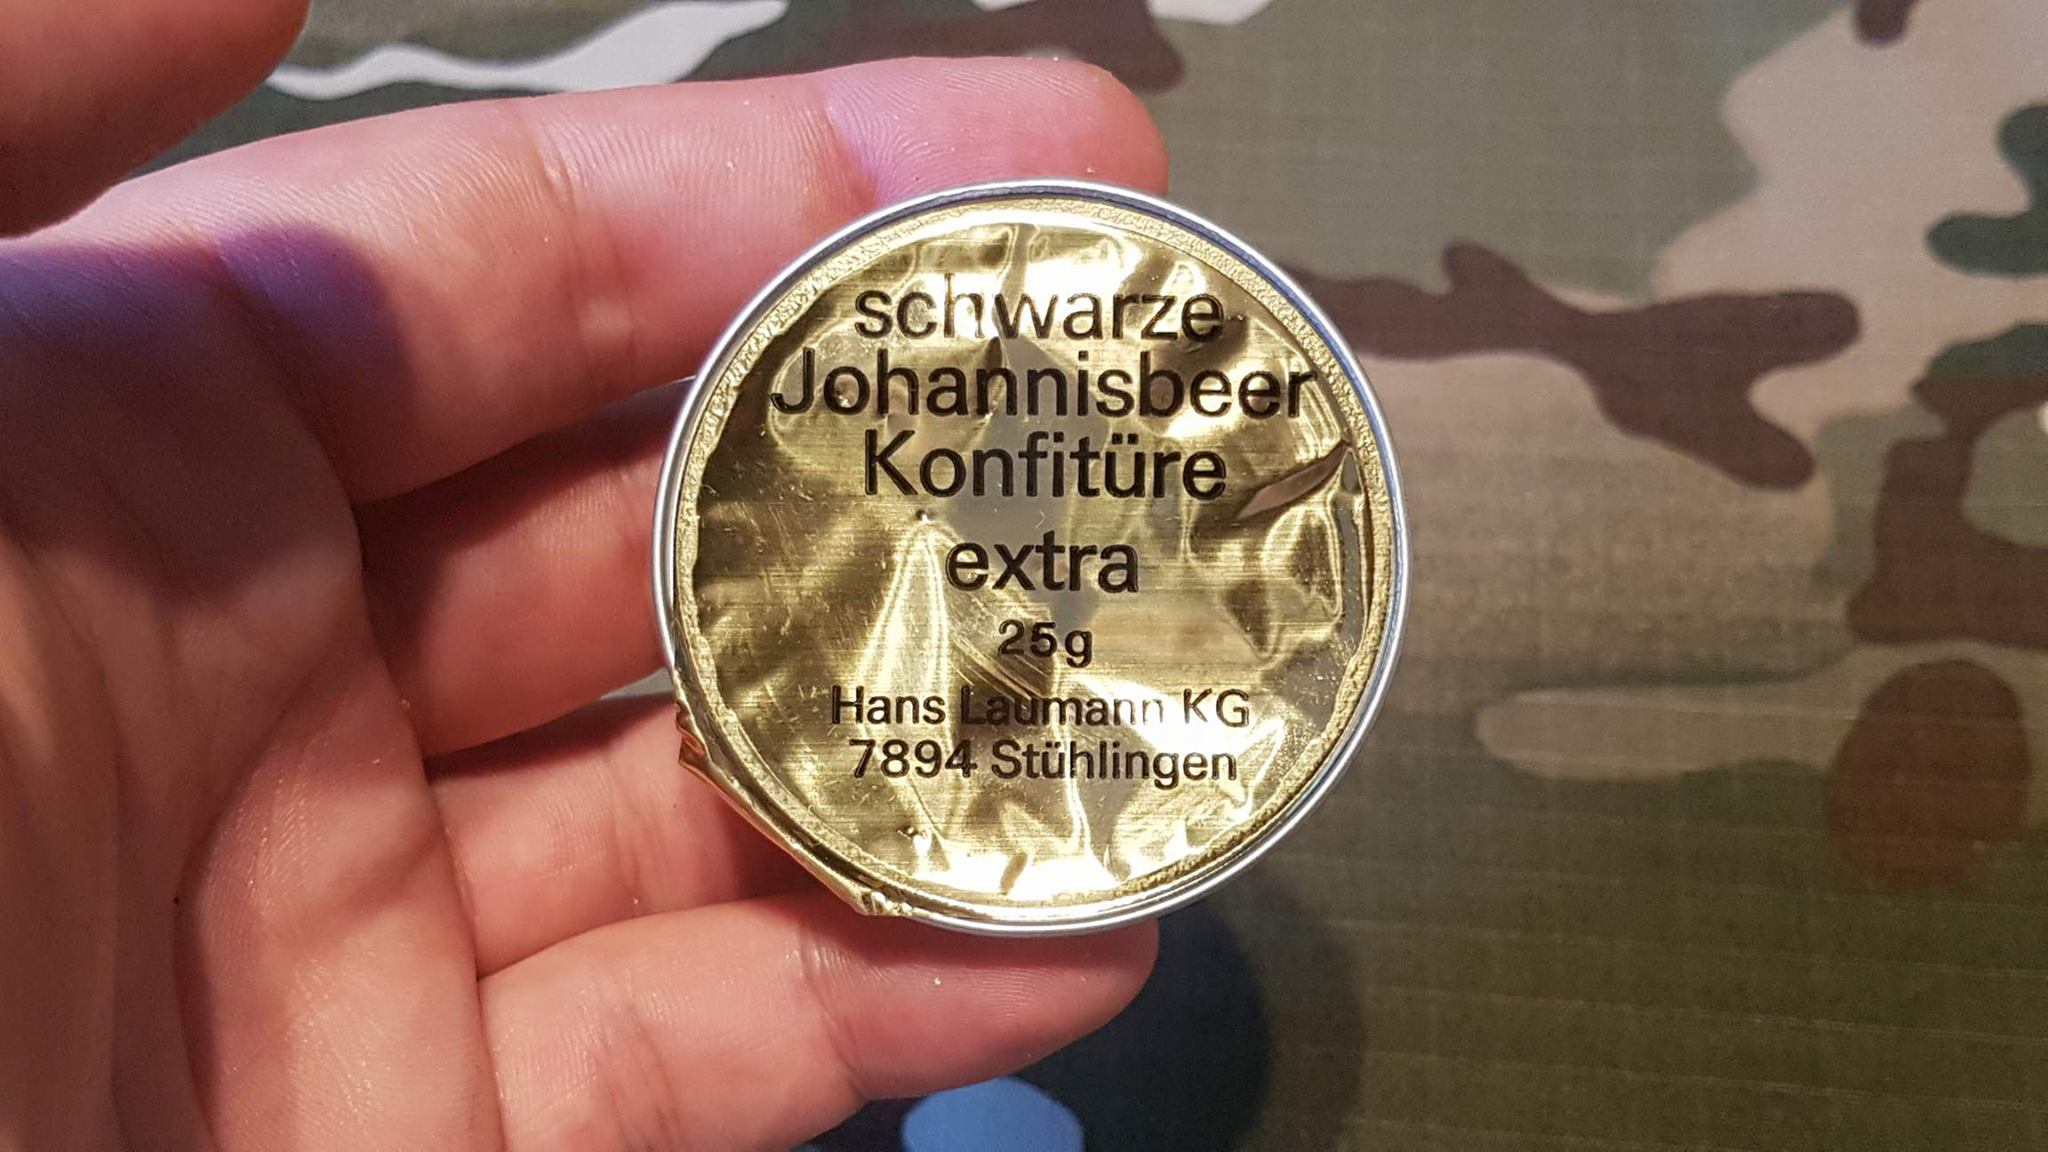 schwarze
Johannisbeer
Konfitüre
extra
25g
Hans Laumann KG
7894 Stühlingen